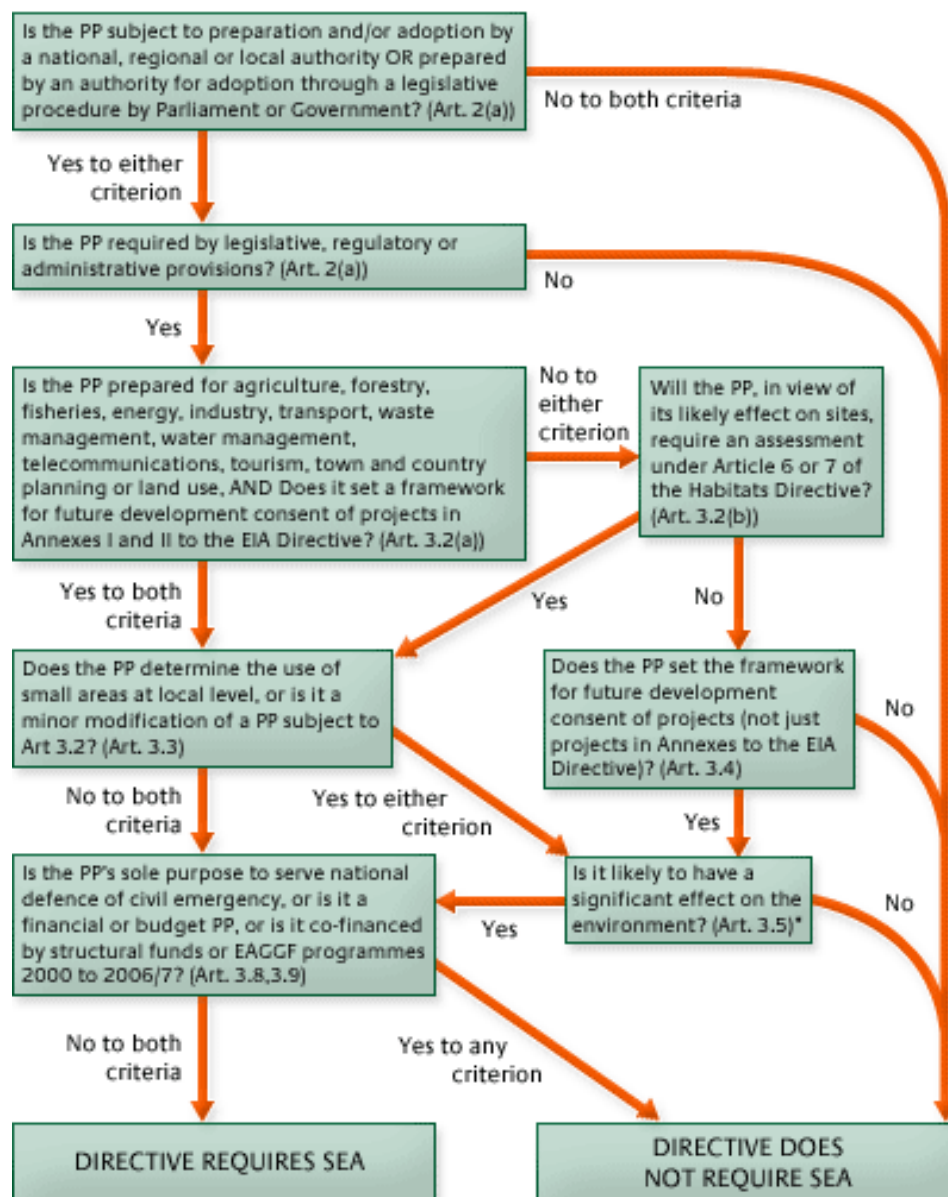 Is the PP subject to preparation and/or adoption by
a national, regional or local authority OR prepared
by an authority for adoption through a legislative
procedure by Parliament or Government? (Art. 2(a))
No to both criteria
Yes to either
criterion
Is the PP required by legislative, regulatory or
administrative provisions? (Art. 2(a))
No
Yes
Is the PP prepared for agriculture, forestry,
fisheries, energy, industry, transport, waste
management, water management,
telecommunications, tourism, town and country
planning or land use, AND Does it set a framework
for future development consent of projects in
Annexes I and II to the EIA Directive? (Art. 3.2(a))
No to
either
criterion
Will the PP, in view of
its likely effect on sites,
require an assessment
under Article 6 or 7 of
the Habitats Directive?
(Art. 3.2(b))
Yes to both
criteria
Yes
No
Does the PP determine the use of
small areas at local level, or is it a
minor modification of a PP subject to
Art 3.2? (Art. 3.3)
Does the PP set the framework
for future development
consent of projects (not just
projects in Annexes to the EIA
Directive)? (Art. 3.4)
No
No to both
criteria
Yes to either
criterion
Yes
Is the PP's sole purpose to serve national
defence of civil emergency, or is it a
financial or budget PP, or is it co-financed
by structural funds or EAGGF programmes
2000 to 2006/7? (Art. 3.8,3.9)
Yes
Is it likely to have a
significant effect on the
environment? (Art. 3.5)*
No
No to both
criteria
Yes to any
criterion
DIRECTIVE REQUIRES SEA
DIRECTIVE DOES
NOT REQUIRE SEA